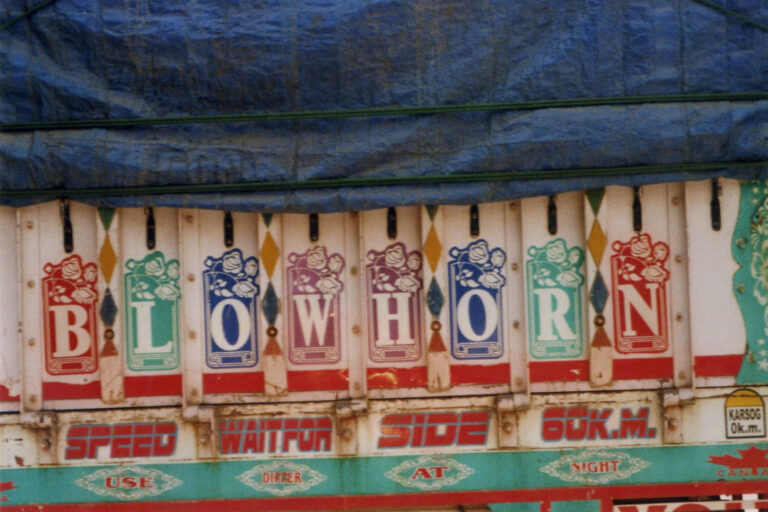 BLOW HORN
SPEED WAIT FOR SIDE 60K.M.
KARSOG
0k.m.
USE DIPPER AT NIGHT